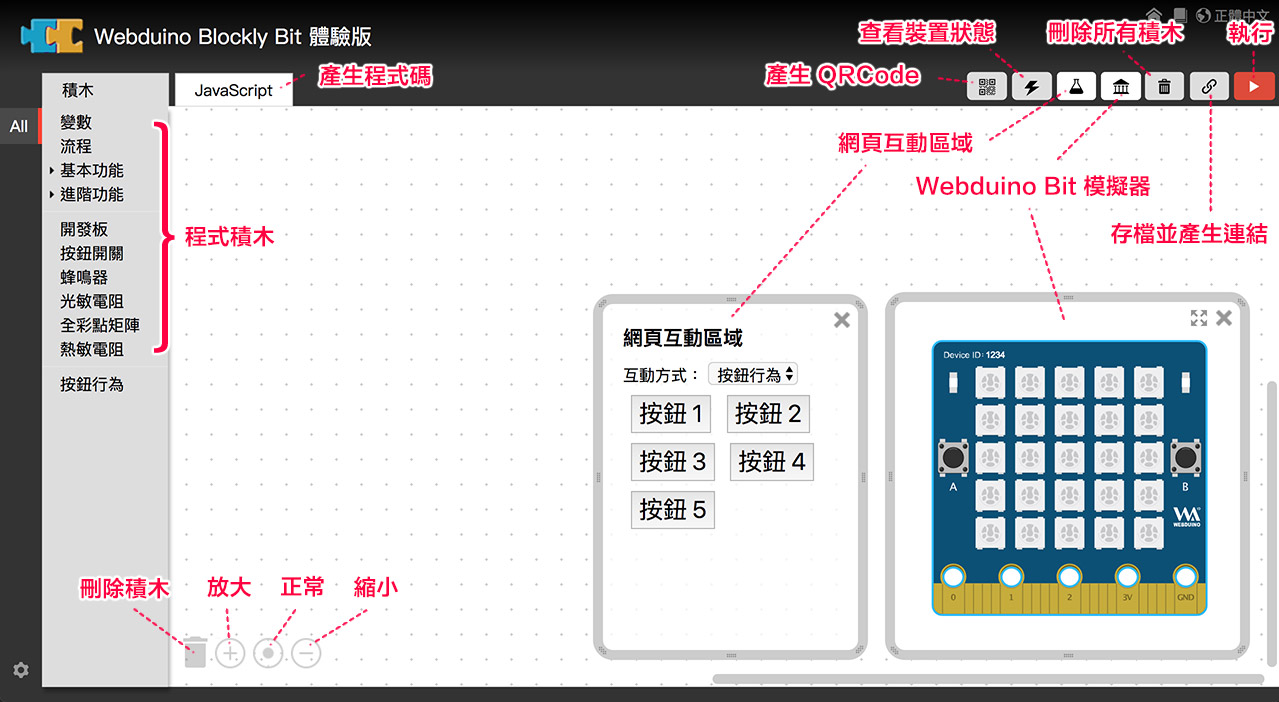 正體中文
Webduino Blockly Bit 體驗版
查看裝置狀態
刪除所有積木
執行
產生 QRCode
積木
JavaScript
產生程式碼
All
變數
流程
基本功能
進階功能
開發板
按鈕開關
蜂鳴器
光敏電阻
全彩點矩陣
熱敏電阻
按鈕行為
程式積木
網頁互動區域
Webduino Bit 模擬器
存檔並產生連結
網頁互動區域
互動方式：
按鈕行為
按鈕 1
按鈕 2
按鈕 3
按鈕 4
按鈕 5
Device ID: 1234
A
B
WEBDUINO
0
1
2
3V
GND
刪除積木
放大
正常
縮小